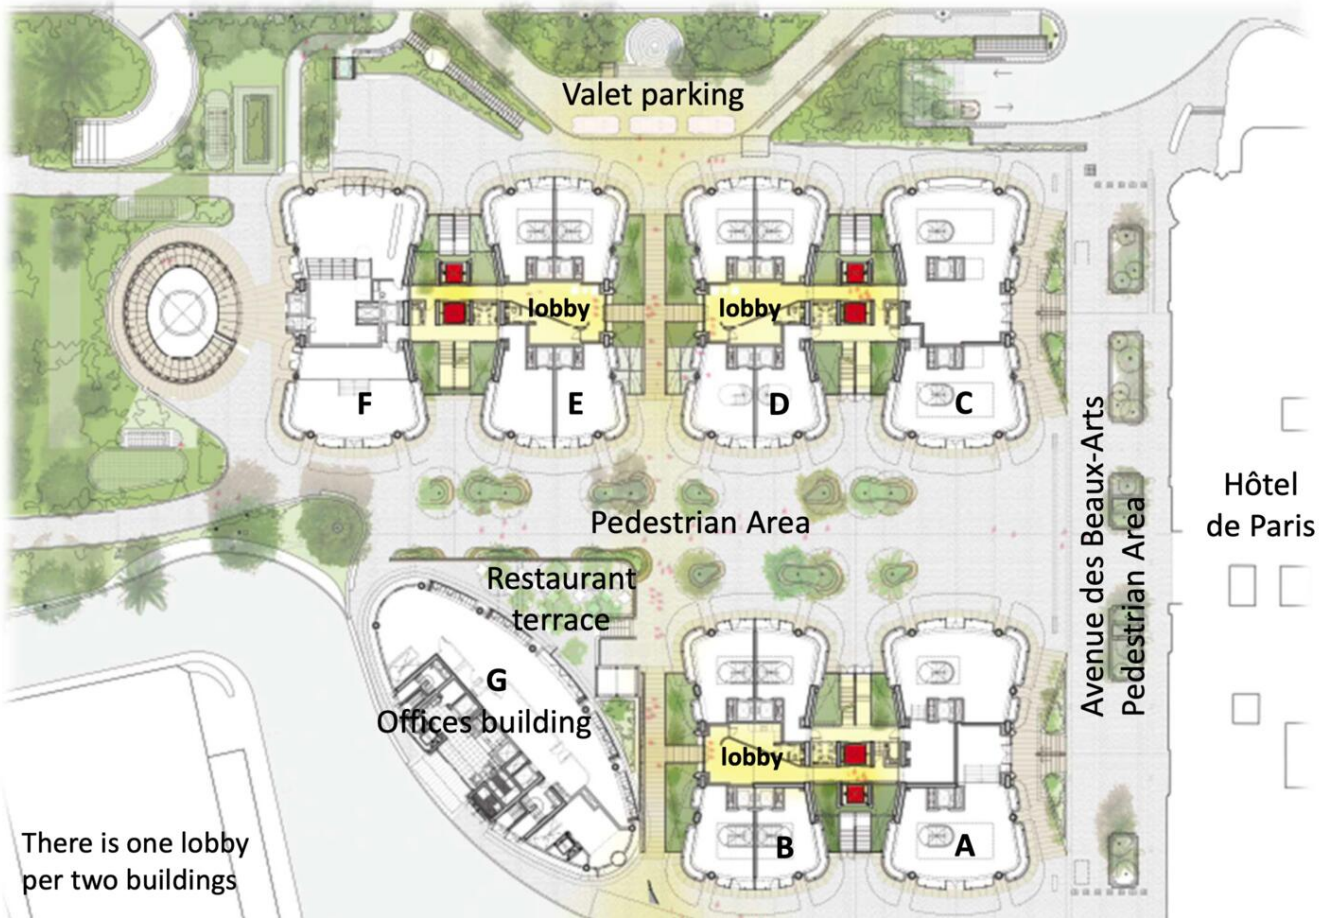 Valet parking
lobby
lobby
F
E
D
C
Avenue des Beaux-Arts
Pedestrian Area
Hôtel
de Paris
Pedestrian Area
Restaurant
terrace
G
Offices building
lobby
B
A
There is one lobby
per two buildings